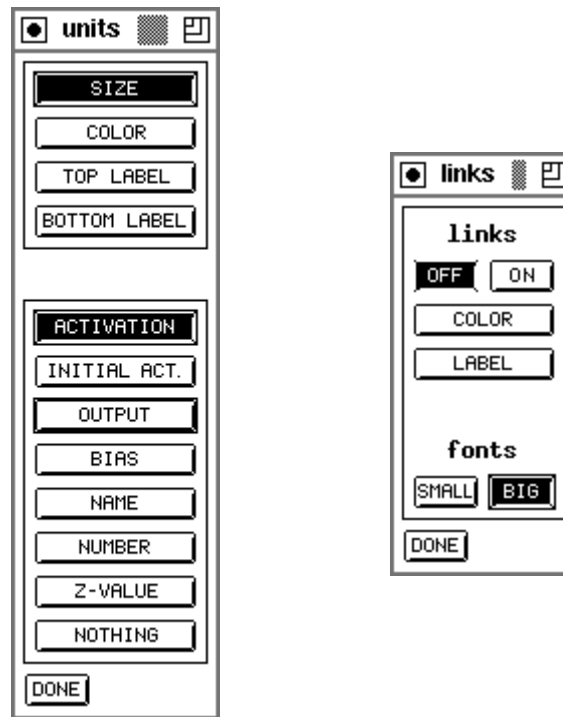 units
SIZE
COLOR
TOP LABEL
BOTTOM LABEL
ACTIVATION
INITIAL ACT.
OUTPUT
BIAS
NAME
NUMBER
Z-VALUE
NOTHING
DONE
links
links
OFF ON
COLOR
LABEL
fonts
SMALL BIG
DONE